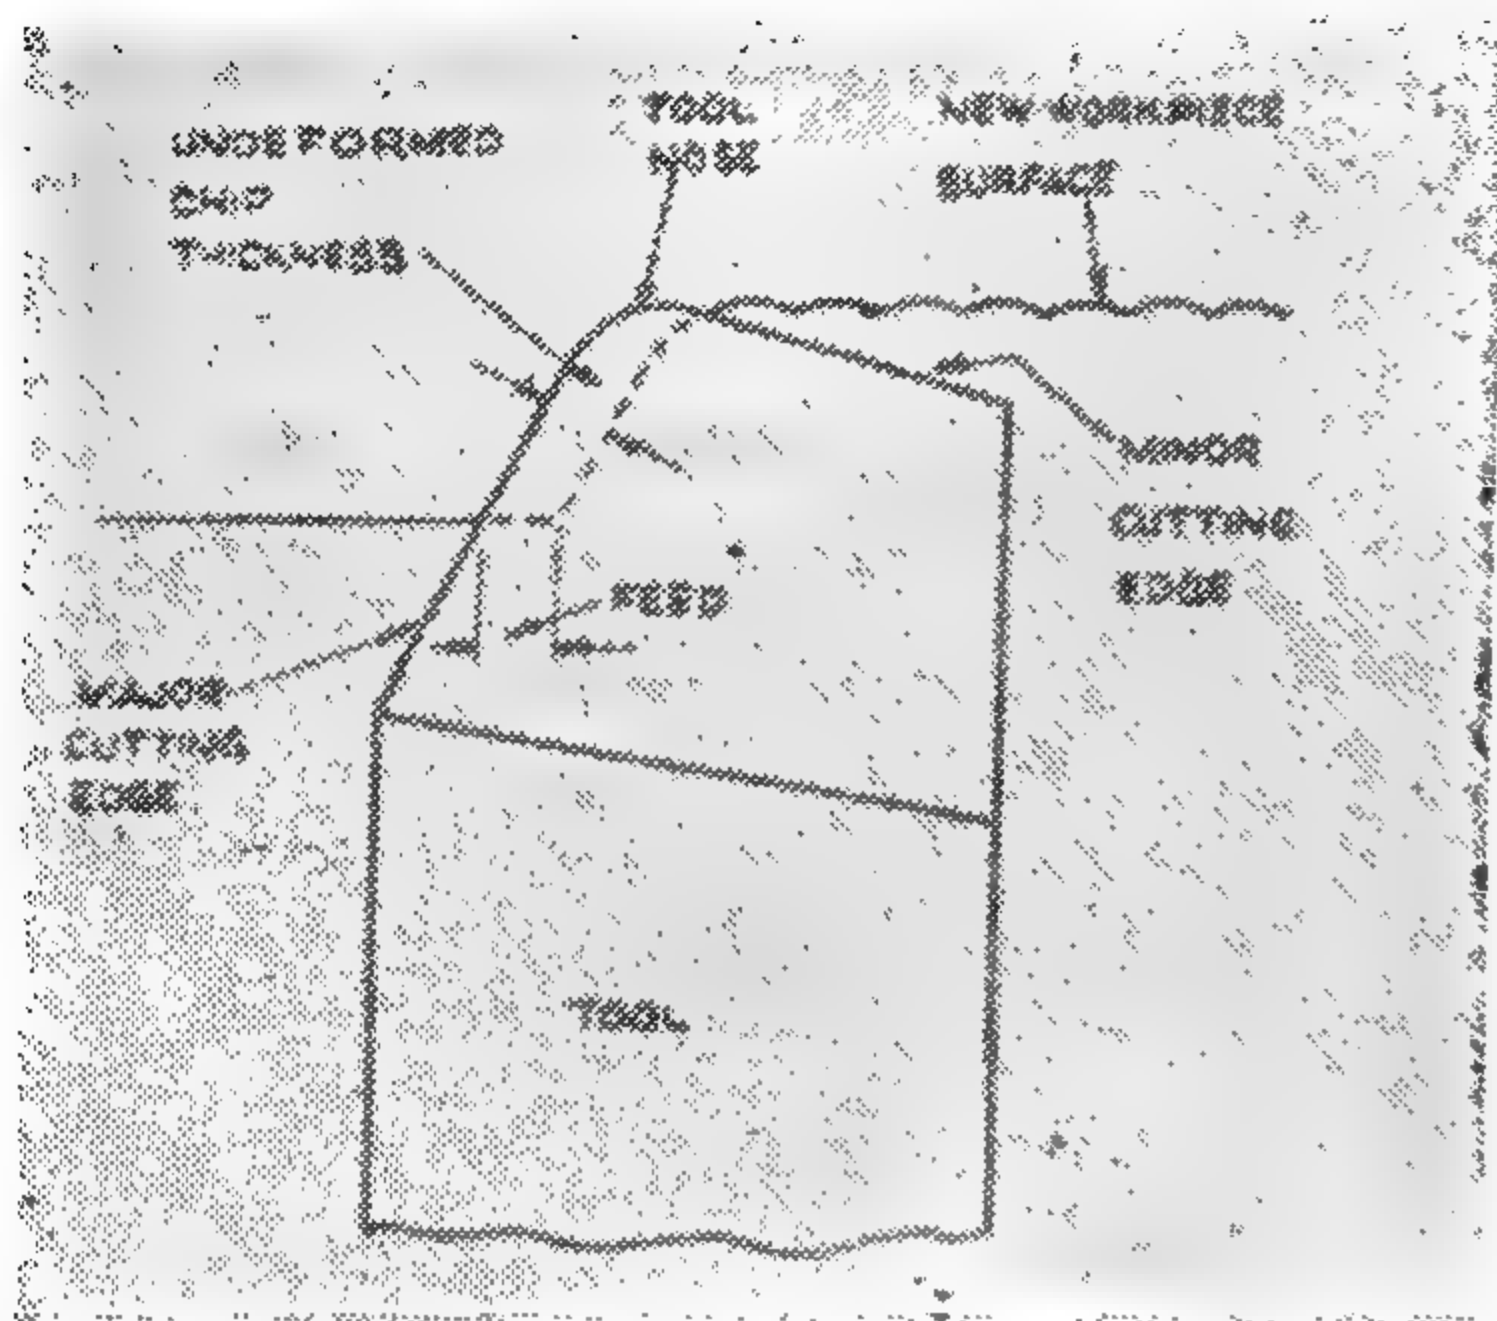 UNDEFORMED
CHIP
THICKNESS
TOOL
NOSE
NEW WORKPIECE
SURFACE
MINOR
CUTTING
EDGE
FEED
MAJOR
CUTTING
EDGE
TOOL